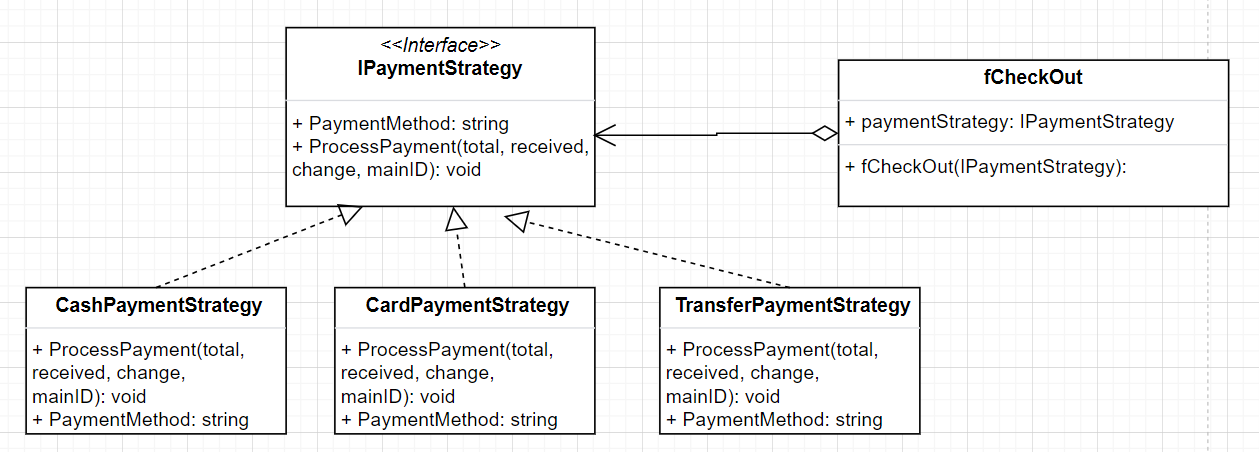 <<Interface>>
IPaymentStrategy
+ PaymentMethod: string
+ ProcessPayment(total, received,
change, mainID): void
fCheckOut
+ paymentStrategy: IPaymentStrategy
+ fCheckOut(IPaymentStrategy):
CashPaymentStrategy
+ ProcessPayment(total,
received, change,
mainID): void
+ PaymentMethod: string
CardPaymentStrategy
+ ProcessPayment(total,
received, change,
mainID): void
+ PaymentMethod: string
TransferPaymentStrategy
+ ProcessPayment(total,
received, change,
mainID): void
+ PaymentMethod: string